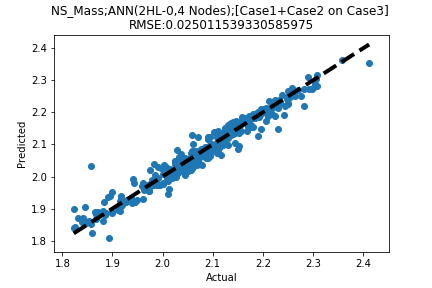 NS_Mass;ANN(2HL-0,4 Nodes);[Case1+Case2 on Case3]
RMSE:0.025011539330585975
2.4
2.3
2.2
2.1
2.0
1.9
1.8
Predicted
1.8 1.9 2.0 2.1 2.2 2.3 2.4
Actual